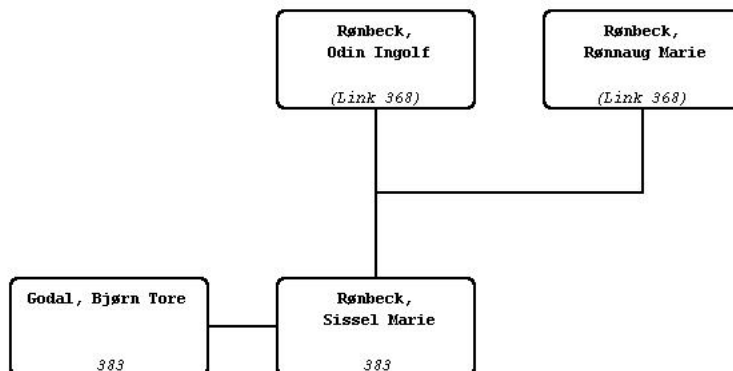 Rønbeck,
Odin Ingolf
(Link 368)
Rønbeck,
Rønnaug Marie
(Link 368)
Godal, Bjørn Tore
383
Rønbeck,
Sissel Marie
383